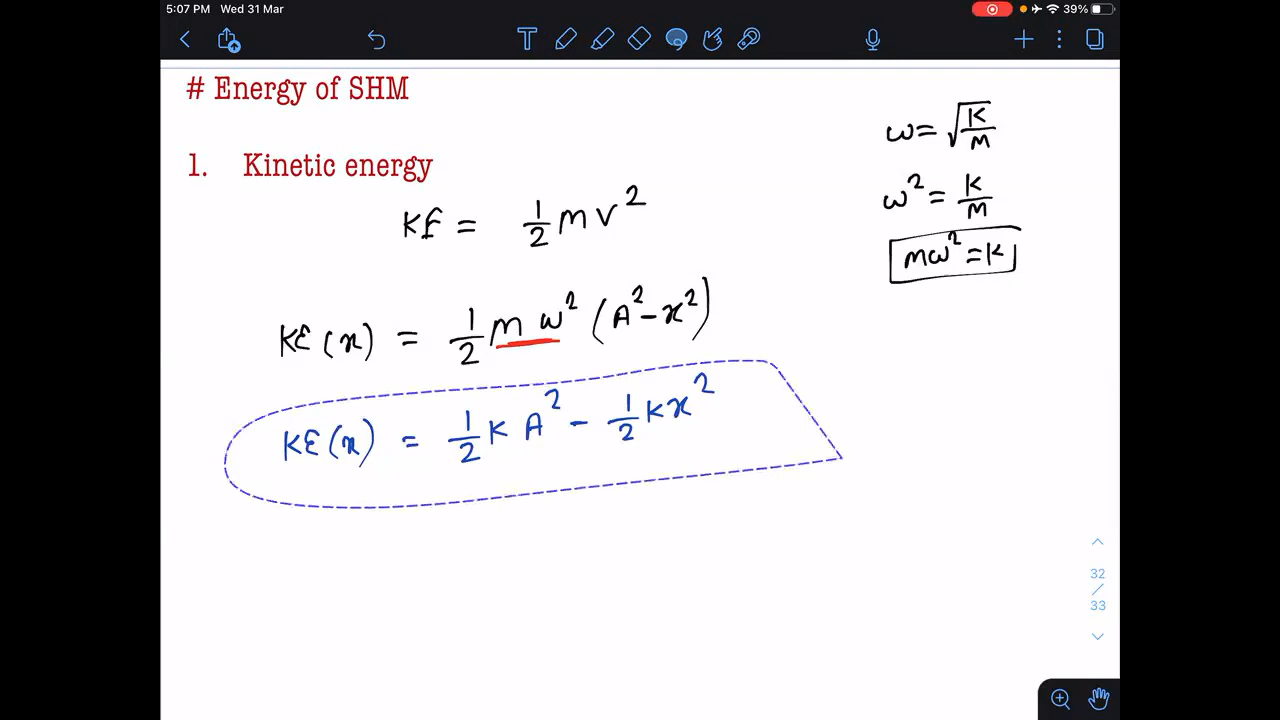 5:07 PM Wed 31 Mar 39%
T
# Energy of SHM
ω = √(K/M)
1. Kinetic energy
ω² = K/M
KE = 1/2 m v²
mω² = K
KE(x) = 1/2 m ω² (A² - x²)
KE(x) = 1/2 K A² - 1/2 K x²
32
/
33